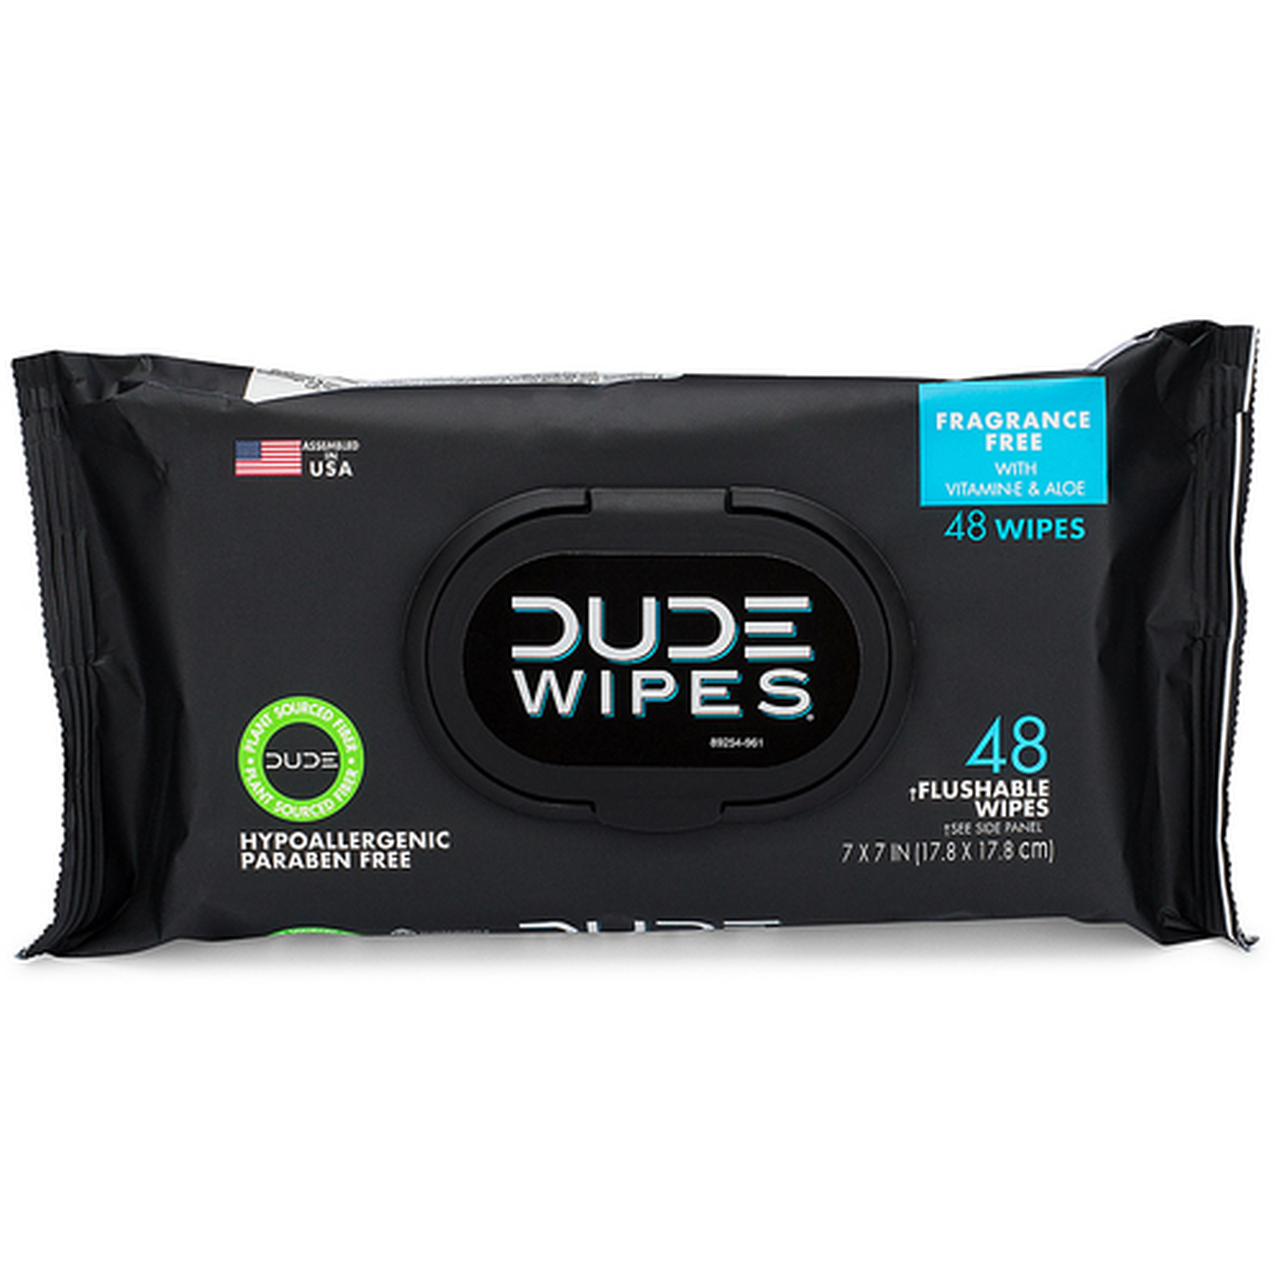 ASSEMBLED
IN
USA
FRAGRANCE
FREE
WITH
VITAMIN-E & ALOE
48 WIPES
DUDE
WIPES®
89254-961
PLANT SOURCED FIBER • PLANT SOURCED FIBER •
DUDE
HYPOALLERGENIC
PARABEN FREE
48
†FLUSHABLE
WIPES
†SEE SIDE PANEL
7 X 7 IN (17.8 X 17.8 cm)
DUDE